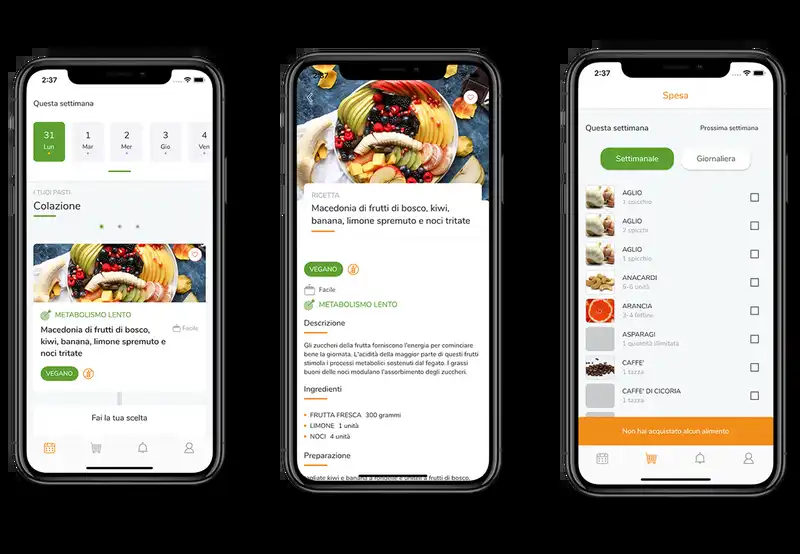 2:37
Questa settimana
31
Lun
1
Mar
2
Mer
3
Gio
4
Ven
I TUOI PASTI
Colazione
METABOLISMO LENTO
Macedonia di frutti di bosco,
kiwi, banana, limone spremuto e
noci tritate
Facile
VEGANO
Fai la tua scelta
2:37
RICETTA
Macedonia di frutti di bosco, kiwi,
banana, limone spremuto e noci tritate
VEGANO
Facile
METABOLISMO LENTO
Descrizione
Gli zuccheri della frutta forniscono l'energia per cominciare
bene la giornata. L'acidità della maggior parte di questi frutti
stimola i processi metabolici sostenuti dal fegato. I grassi
buoni delle noci modulano l'assorbimento degli zuccheri.
Ingredienti
FRUTTA FRESCA 300 grammi
LIMONE 1 unità
NOCI 4 unità
Preparazione
Tagliate kiwi e banana a rondelle e uniteli a frutti di bosco,
2:37
Spesa
Questa settimana
Prossima settimana
Settimanale
Giornaliera
AGLIO
1 spicchio
AGLIO
2 spicchi
AGLIO
1 spicchio
ANACARDI
5-6 unità
ARANCIA
3-4 fettine
ASPARAGI
1 quantità illimitata
CAFFE'
1 tazza
CAFFE' DI CICORIA
1 tazza
Non hai acquistato alcun alimento